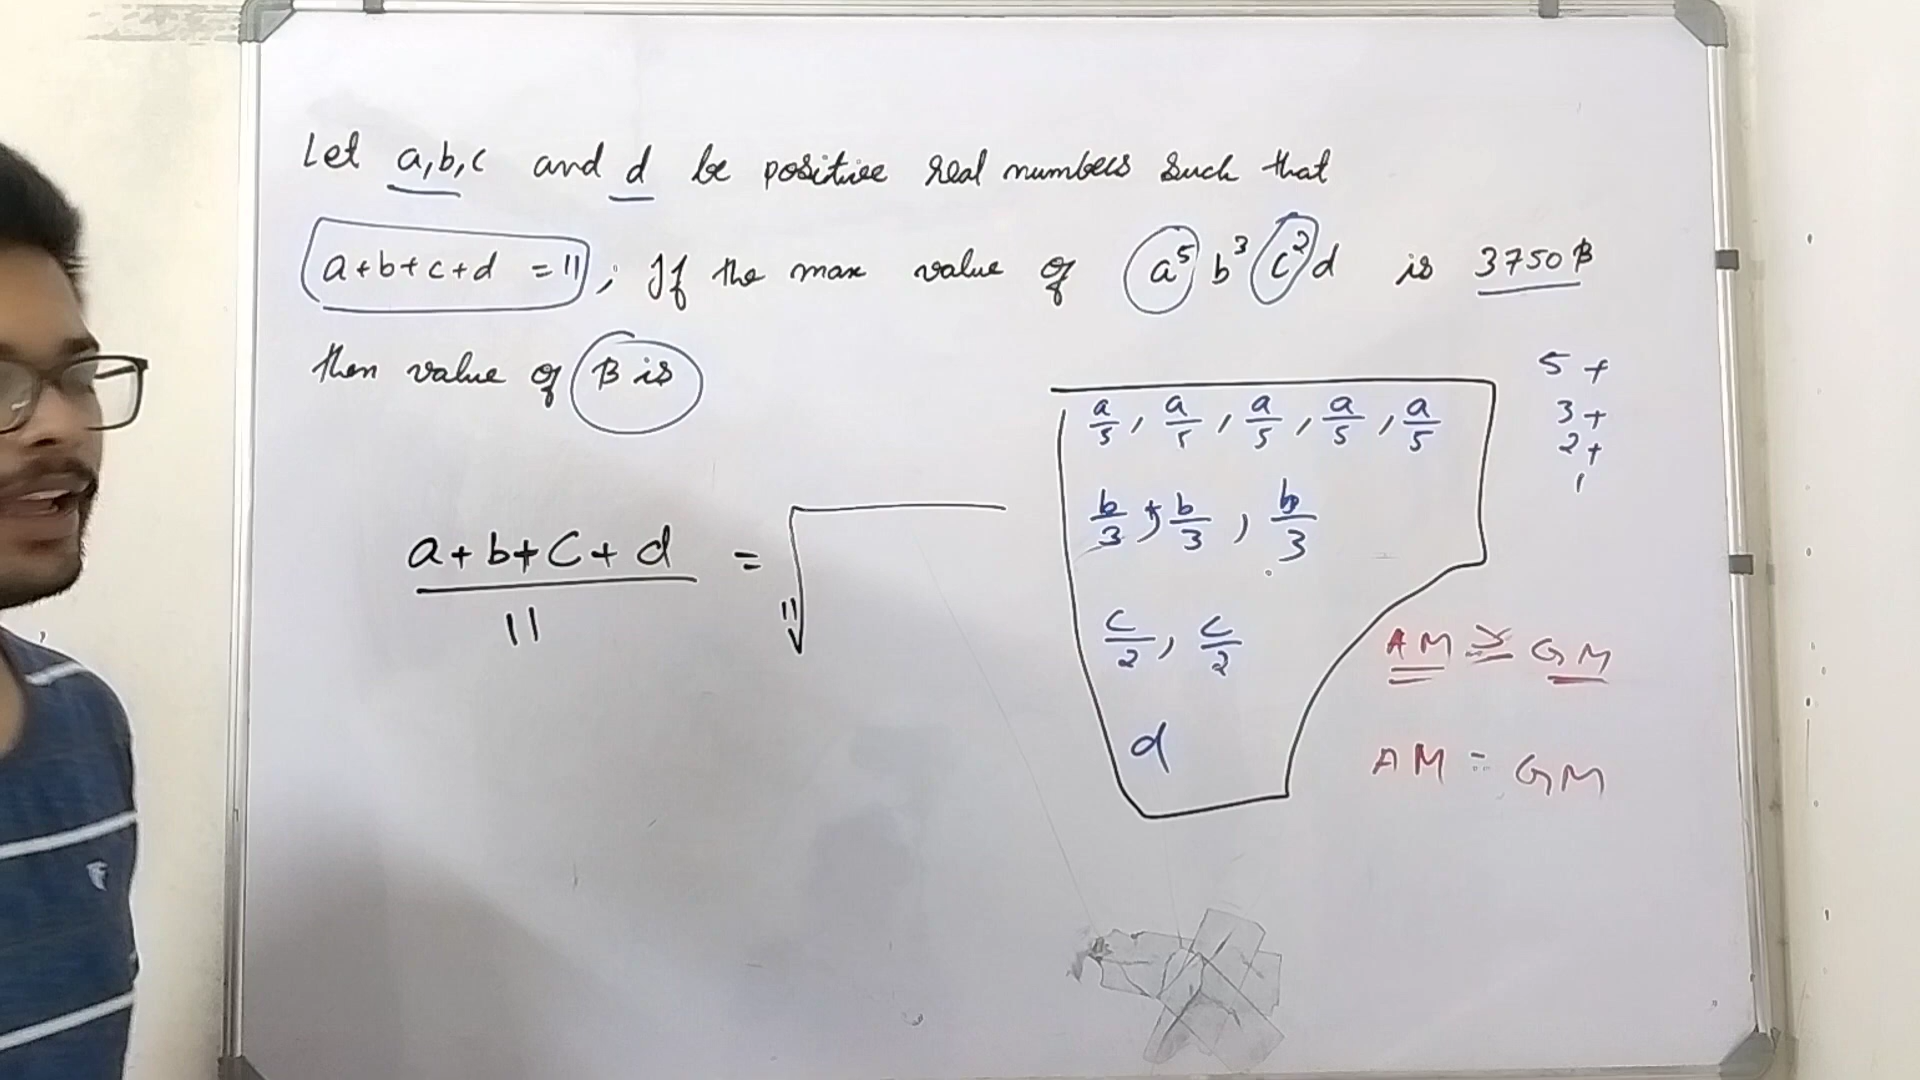 Let a,b,c and d be positive real numbers such that
a+b+c+d = 11 ; If the max value of a⁵ b³ c² d is 3750 β
then value of β is
5 +
3 +
2 +
1
a/5 , a/5 , a/5 , a/5 , a/5
b/3 , b/3 , b/3
c/2 , c/2
d
a+b+c+d / 11 = ¹¹√
AM ≥ GM
AM = GM